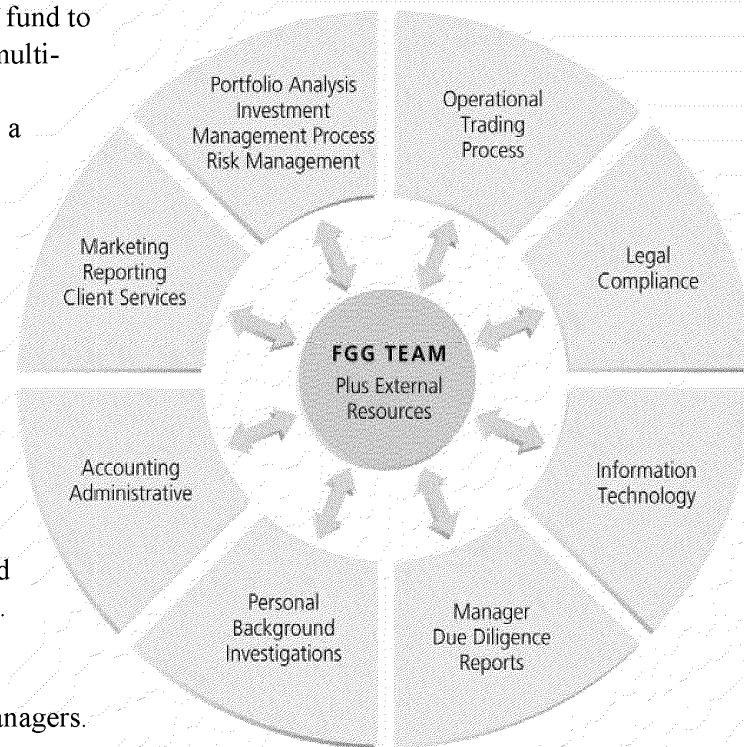 fund to
multi-
a
d
.
anagers.
Portfolio Analysis
Investment
Management Process
Risk Management
Operational
Trading
Process
Legal
Compliance
Information
Technology
Manager
Due Diligence
Reports
Personal
Background
Investigations
Accounting
Administrative
Marketing
Reporting
Client Services
FGG TEAM
Plus External
Resources